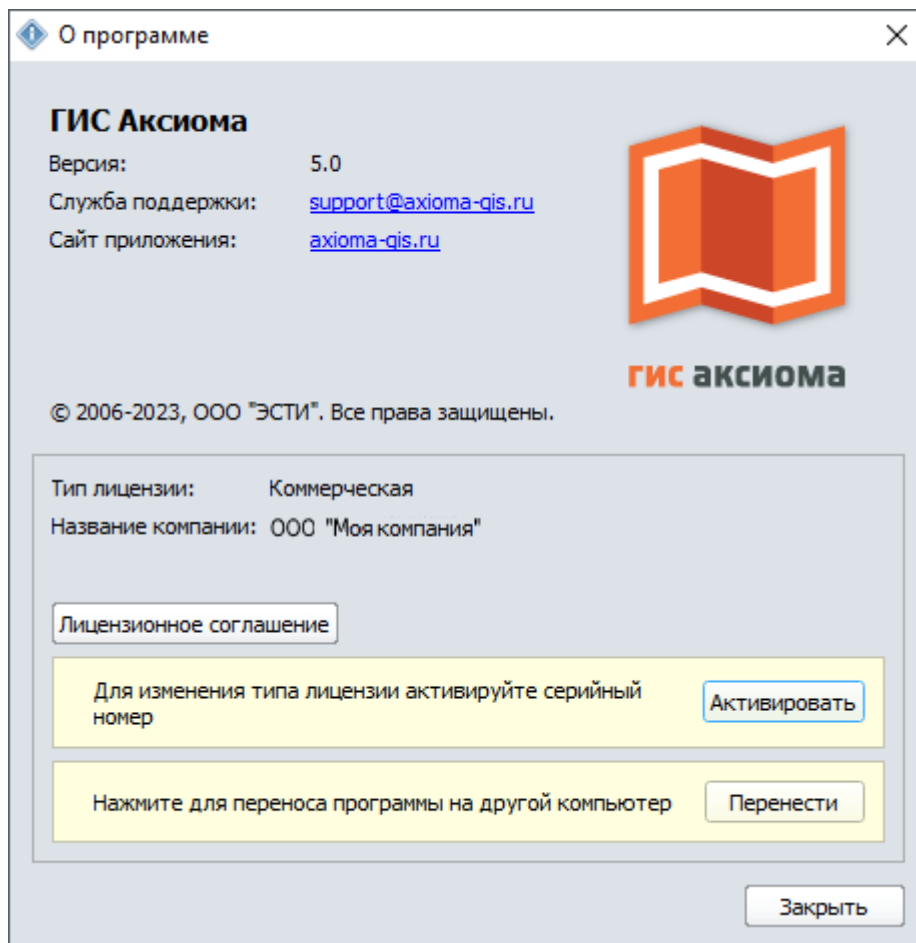 О программе
ГИС Аксиома
Версия: 5.0
Служба поддержки: support@axioma-gis.ru
Сайт приложения: axioma-gis.ru
гис аксиома
© 2006-2023, ООО "ЭСТИ". Все права защищены.
Тип лицензии: Коммерческая
Название компании: ООО "Моя компания"
Лицензионное соглашение
Для изменения типа лицензии активируйте серийный
номер
Активировать
Нажмите для переноса программы на другой компьютер
Перенести
Закрыть